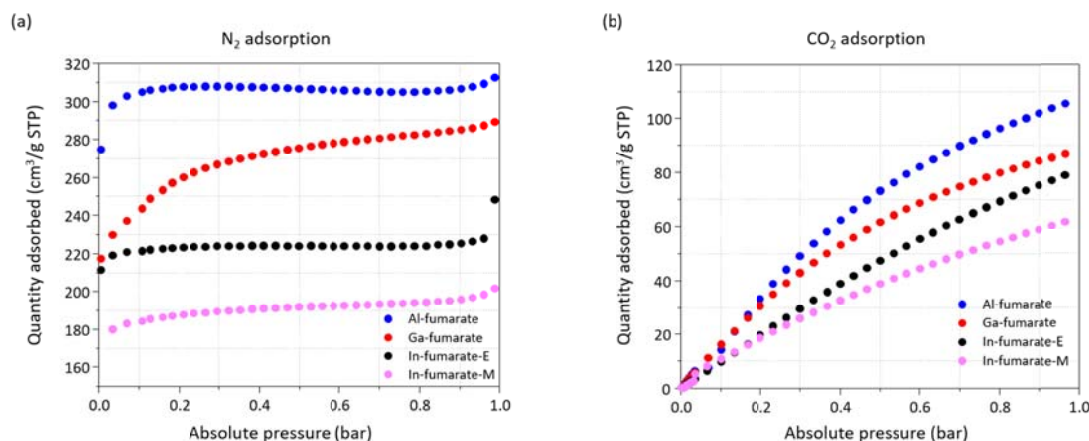 (a)
N₂ adsorption
Quantity adsorbed (cm³/g STP)
320
300
280
260
240
220
200
180
160
0.0
0.2
0.4
0.6
0.8
1.0
Al-fumarate
Ga-fumarate
In-fumarate-E
In-fumarate-M
Absolute pressure (bar)
(b)
CO₂ adsorption
Quantity adsorbed (cm³/g STP)
120
100
80
60
40
20
0
0.0
0.2
0.4
0.6
0.8
1.0
Al-fumarate
Ga-fumarate
In-fumarate-E
In-fumarate-M
Absolute pressure (bar)